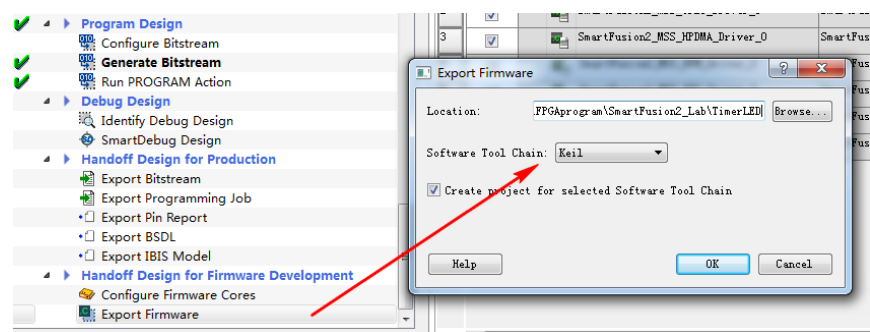 Program Design
Configure Bitstream
Generate Bitstream
Run PROGRAM Action
Debug Design
Identify Debug Design
SmartDebug Design
Handoff Design for Production
Export Bitstream
Export Programming Job
Export Pin Report
Export BSDL
Export IBIS Model
Handoff Design for Firmware Development
Configure Firmware Cores
Export Firmware
3 SmartFusion2_MSS_HPDMA_Driver_0 SmartFus
Export Firmware
Location: FPGAprogram\SmartFusion2_Lab\TimerLED Browse...
Software Tool Chain: Keil
Create project for selected Software Tool Chain
Help OK Cancel